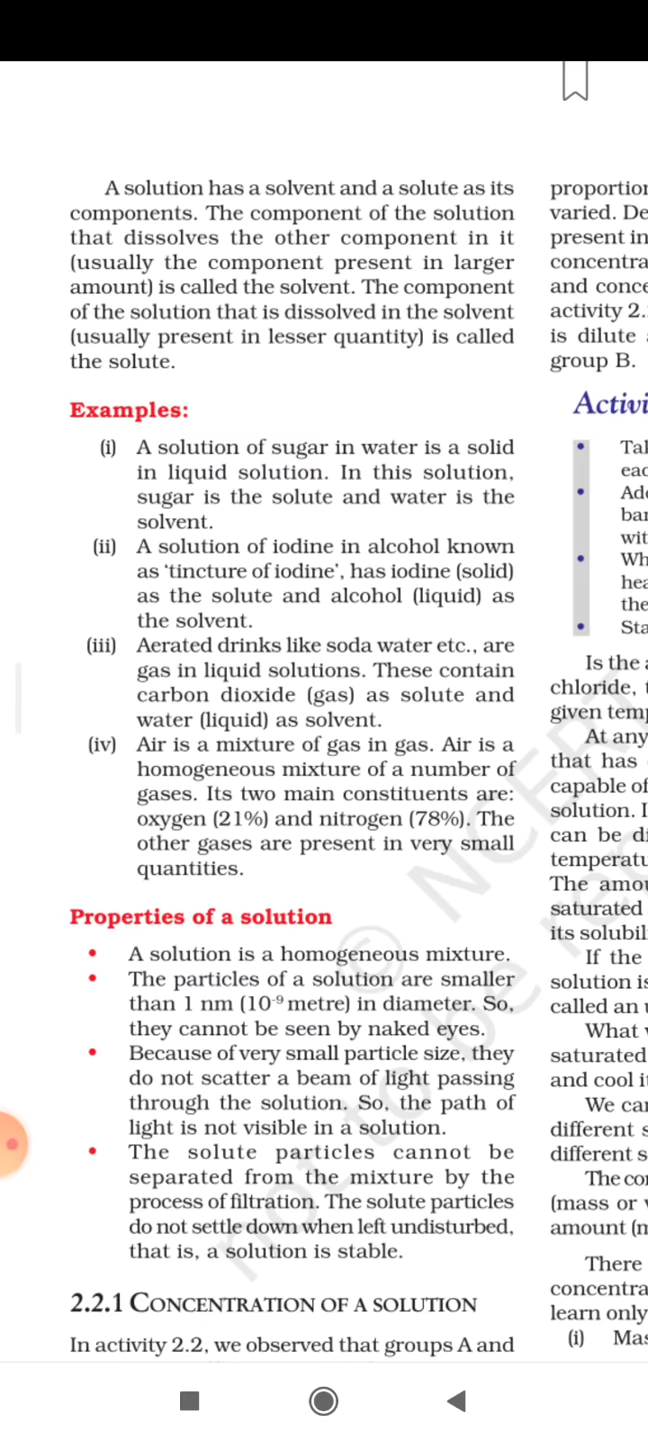 A solution has a solvent and a solute as its
components. The component of the solution
that dissolves the other component in it
(usually the component present in larger
amount) is called the solvent. The component
of the solution that is dissolved in the solvent
(usually present in lesser quantity) is called
the solute.
Examples:
(i) A solution of sugar in water is a solid
in liquid solution. In this solution,
sugar is the solute and water is the
solvent.
(ii) A solution of iodine in alcohol known
as ‘tincture of iodine’, has iodine (solid)
as the solute and alcohol (liquid) as
the solvent.
(iii) Aerated drinks like soda water etc., are
gas in liquid solutions. These contain
carbon dioxide (gas) as solute and
water (liquid) as solvent.
(iv) Air is a mixture of gas in gas. Air is a
homogeneous mixture of a number of
gases. Its two main constituents are:
oxygen (21%) and nitrogen (78%). The
other gases are present in very small
quantities.
Properties of a solution
• A solution is a homogeneous mixture.
• The particles of a solution are smaller
than 1 nm (10⁻⁹ metre) in diameter. So,
they cannot be seen by naked eyes.
• Because of very small particle size, they
do not scatter a beam of light passing
through the solution. So, the path of
light is not visible in a solution.
• The solute particles cannot be
separated from the mixture by the
process of filtration. The solute particles
do not settle down when left undisturbed,
that is, a solution is stable.
2.2.1 CONCENTRATION OF A SOLUTION
In activity 2.2, we observed that groups A and
varied.
present in
and
activity 2.
is dilute
group B.
•
•
•
the
•
Is the
chloride,
given
At any
that has
capable of
solution.
can be
The
saturated
its
If the
solution
called an
What
saturated
and cool
We
different
different
The
(mass or
amount
There
learn only
(i)
© NCERT
not to be